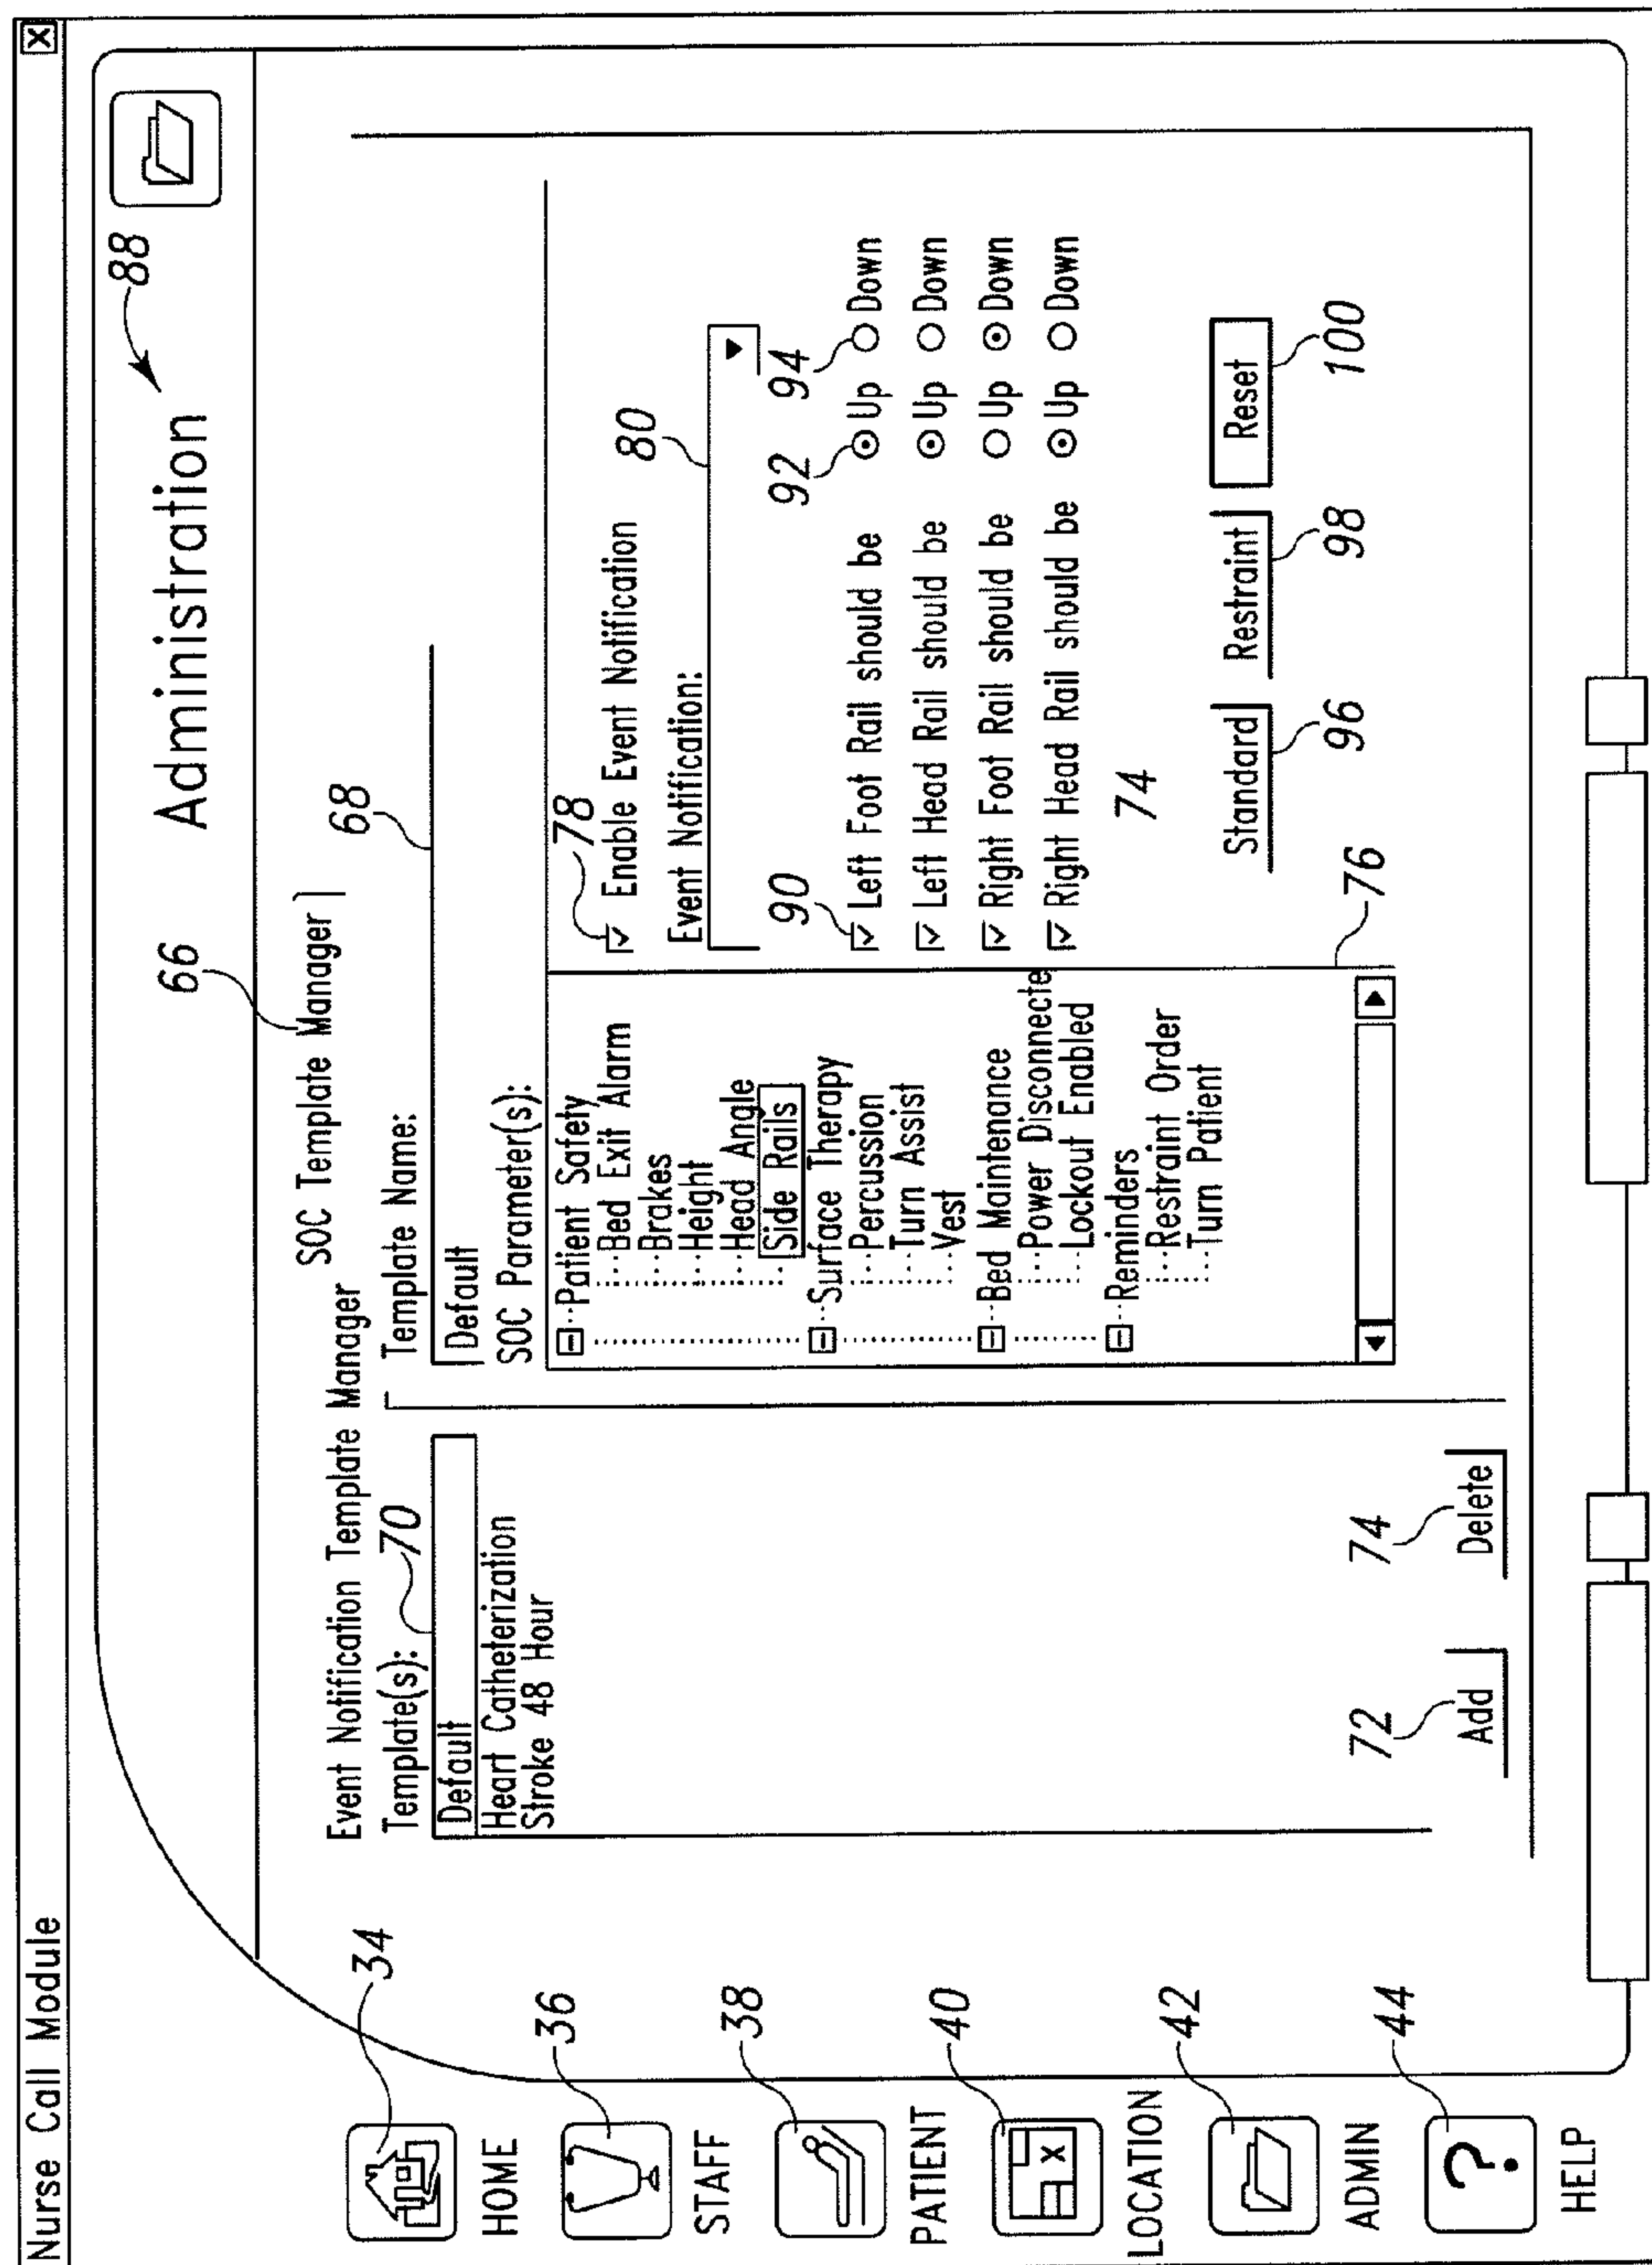 Nurse Call Module
X
Administration
88
66
Event Notification Template Manager
SOC Template Manager
34
HOME
36
STAFF
38
PATIENT
40
X
LOCATION
42
ADMIN
44
?
HELP
Template(s):
70
Default
Heart Catheterization
Stroke 48 Hour
72
Add
74
Delete
Template Name:
68
Default
SOC Parameter(s):
Patient Safety
Bed Exit Alarm
Brakes
Height
Head Angle
Side Rails
Surface Therapy
Percussion
Turn Assist
Vest
Bed Maintenance
Power Disconnecte
Lockout Enabled
Reminders
Restraint Order
Turn Patient
76
78
Enable Event Notification
Event Notification:
80
90
92
94
Left Foot Rail should be Up Down
Left Head Rail should be Up Down
Right Foot Rail should be Up Down
Right Head Rail should be Up Down
74
Standard Restraint Reset
96 98 100